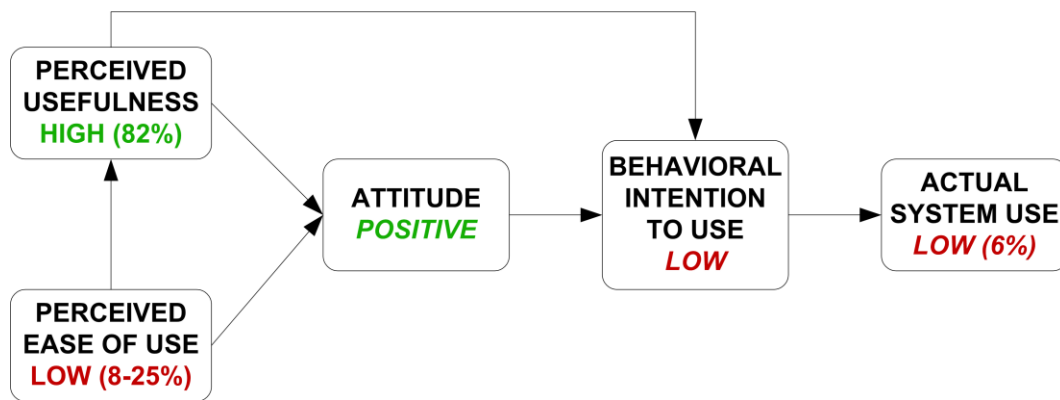 PERCEIVED
USEFULNESS
HIGH (82%)
PERCEIVED
EASE OF USE
LOW (8-25%)
ATTITUDE
POSITIVE
BEHAVIORAL
INTENTION
TO USE
LOW
ACTUAL
SYSTEM USE
LOW (6%)